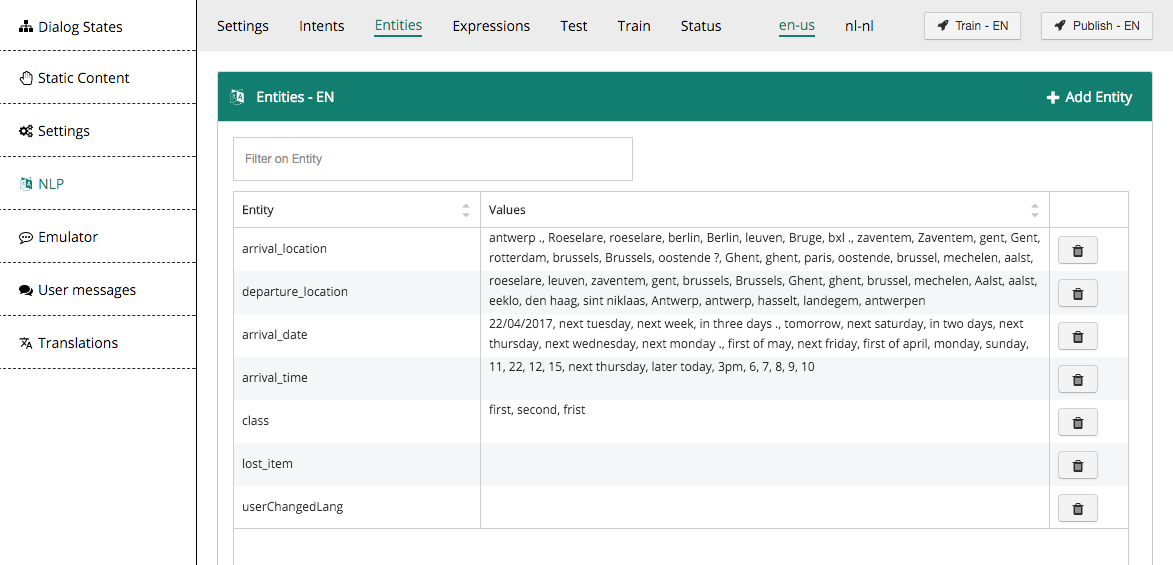 Dialog States
Static Content
Settings
NLP
Emulator
User messages
Translations
Settings Intents Entities Expressions Test Train Status en-us nl-nl Train - EN Publish - EN
Entities - EN Add Entity
Filter on Entity
Entity Values
arrival_location
antwerp ., Roeselare, roeselare, berlin, Berlin, leuven, Bruge, bxl ., zaventem, Zaventem, gent, Gent,
rotterdam, brussels, Brussels, oostende ?, Ghent, ghent, paris, oostende, brussel, mechelen, aalst,
departure_location
roeselare, leuven, zaventem, gent, brussels, Brussels, Ghent, ghent, brussel, mechelen, Aalst, aalst,
eeklo, den haag, sint niklaas, Antwerp, antwerp, hasselt, landegem, antwerpen
arrival_date
22/04/2017, next tuesday, next week, in three days ., tomorrow, next saturday, in two days, next
thursday, next wednesday, next monday ., first of may, next friday, first of april, monday, sunday,
arrival_time
11, 22, 12, 15, next thursday, later today, 3pm, 6, 7, 8, 9, 10
class
first, second, frist
lost_item
userChangedLang